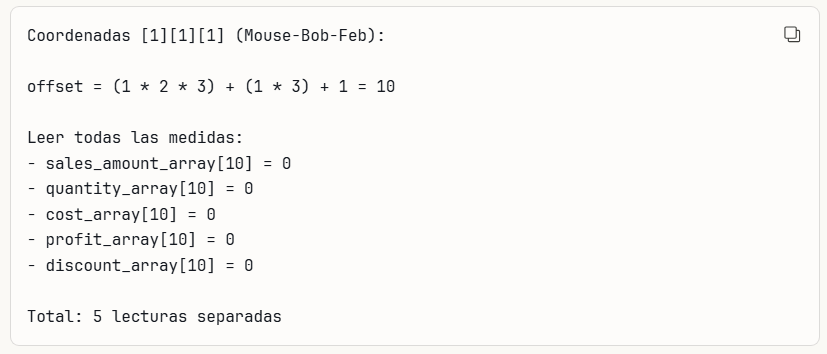 Coordenadas [1][1][1] (Mouse-Bob-Feb):
offset = (1 * 2 * 3) + (1 * 3) + 1 = 10
Leer todas las medidas:
- sales_amount_array[10] = 0
- quantity_array[10] = 0
- cost_array[10] = 0
- profit_array[10] = 0
- discount_array[10] = 0
Total: 5 lecturas separadas